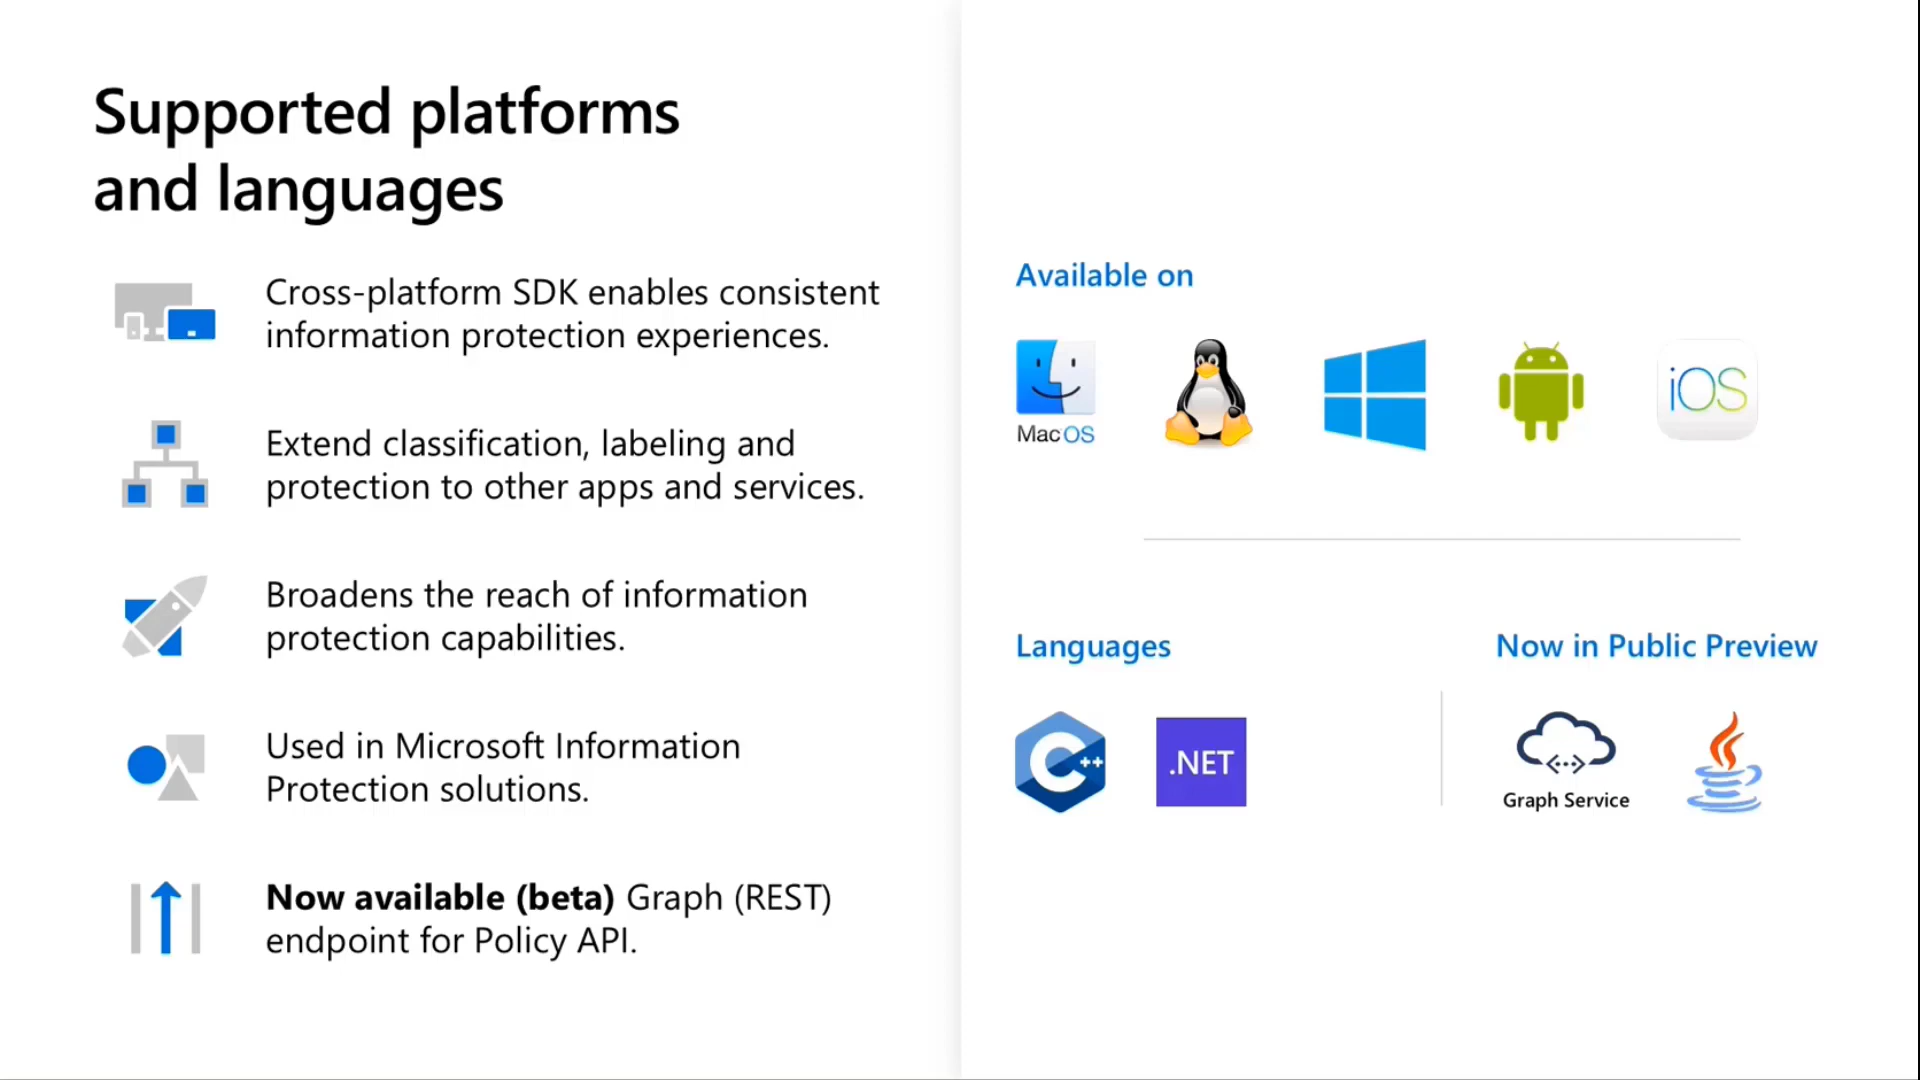 Supported platforms
and languages
Cross-platform SDK enables consistent
information protection experiences.
Extend classification, labeling and
protection to other apps and services.
Broadens the reach of information
protection capabilities.
Used in Microsoft Information
Protection solutions.
Now available (beta) Graph (REST)
endpoint for Policy API.
Available on
Mac OS
iOS
Languages
C++
.NET
Now in Public Preview
Graph Service